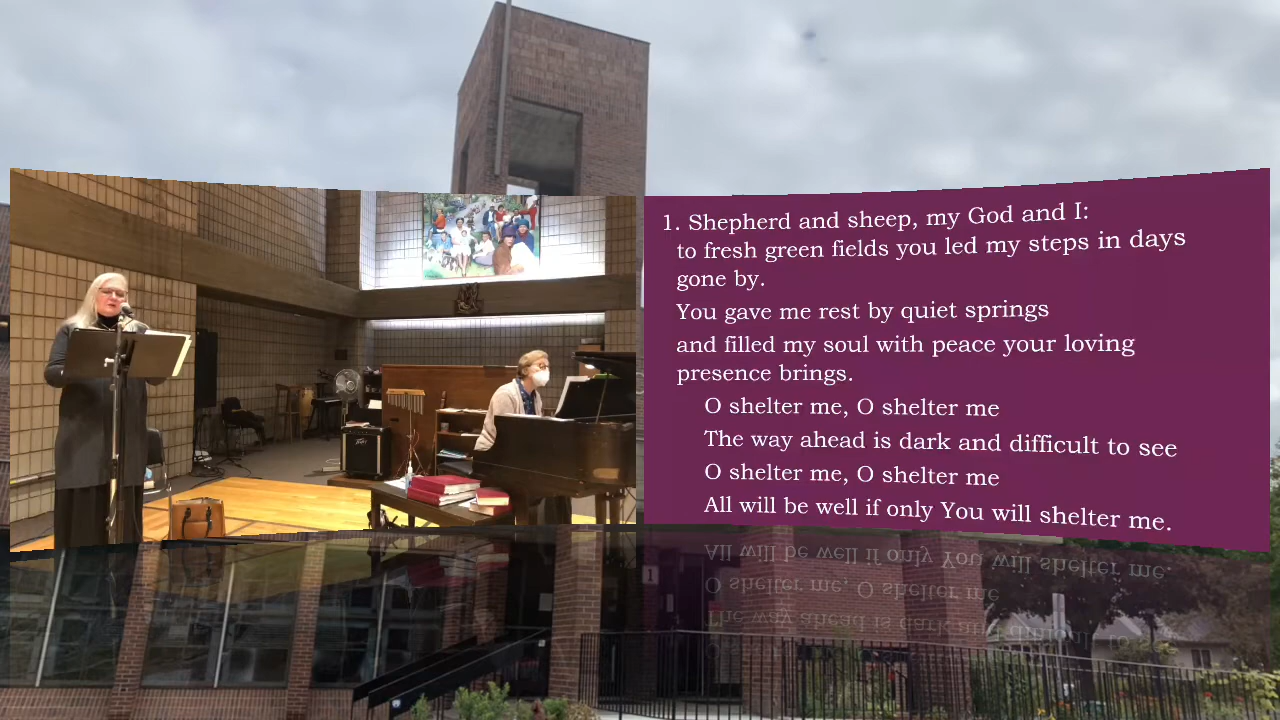 1. Shepherd and sheep, my God and I:
to fresh green fields you led my steps in days
gone by.
You gave me rest by quiet springs
and filled my soul with peace your loving
presence brings.
O shelter me, O shelter me
The way ahead is dark and difficult to see
O shelter me, O shelter me
All will be well if only You will shelter me.
PEAVEY